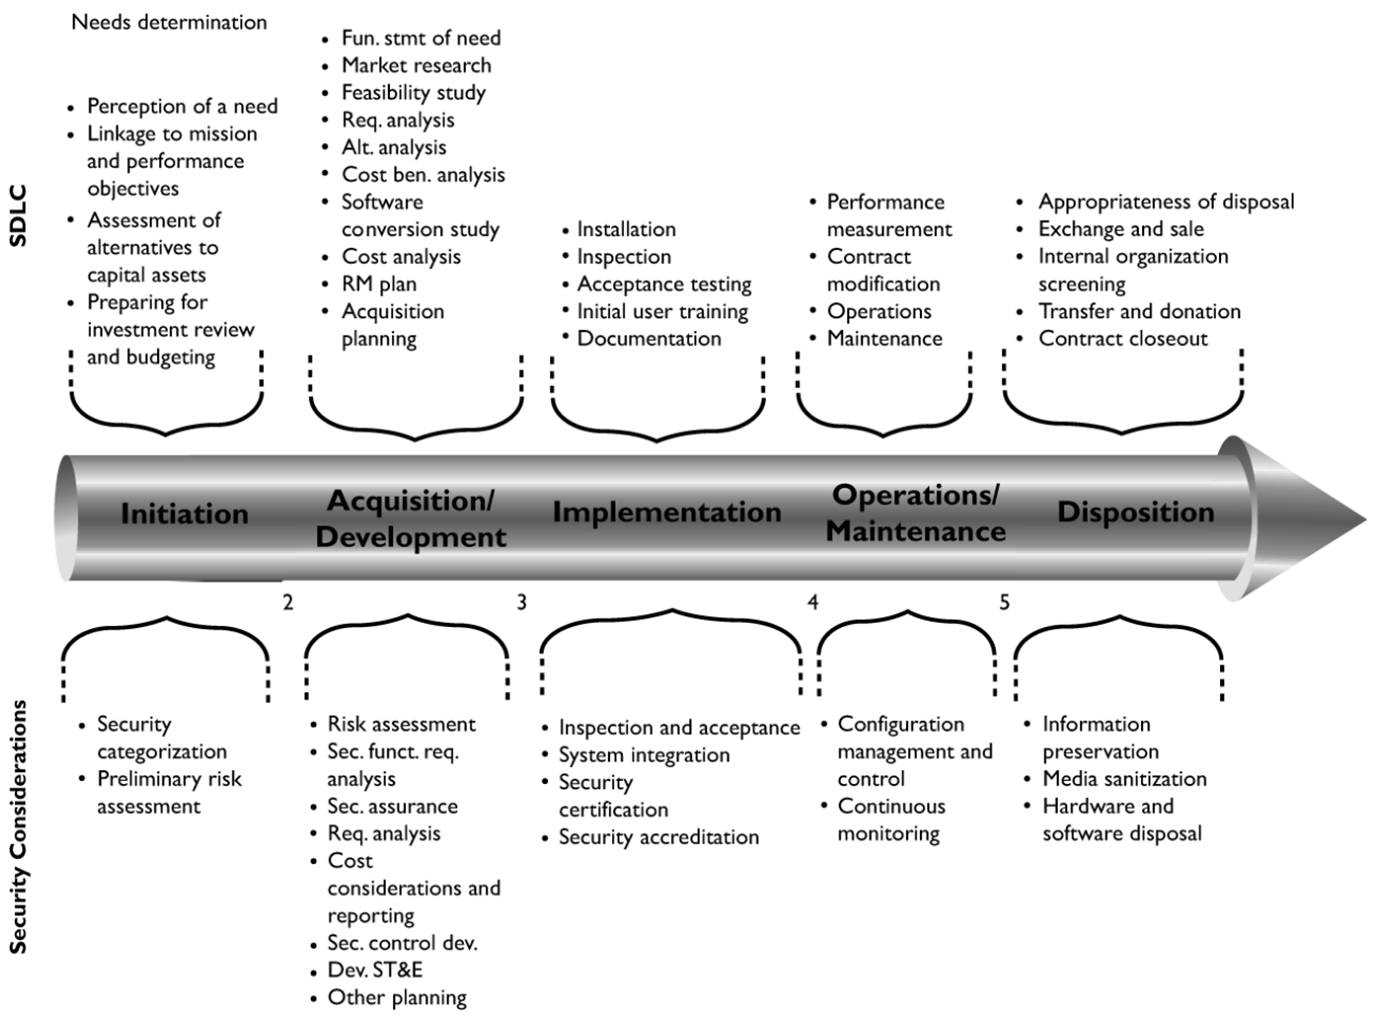 Needs determination
• Perception of a need
• Linkage to mission
and performance
objectives
• Assessment of
alternatives to
capital assets
• Preparing for
investment review
and budgeting
• Fun. stmt of need
• Market research
• Feasibility study
• Req. analysis
• Alt. analysis
• Cost ben. analysis
• Software
conversion study
• Cost analysis
• RM plan
• Acquisition
planning
• Installation
• Inspection
• Acceptance testing
• Initial user training
• Documentation
• Performance
measurement
• Contract
modification
• Operations
• Maintenance
• Appropriateness of disposal
• Exchange and sale
• Internal organization
screening
• Transfer and donation
• Contract closeout
SDLC
Initiation
Acquisition/
Development
Implementation
Operations/
Maintenance
Disposition
2
3
4
5
Security Considerations
• Security
categorization
• Preliminary risk
assessment
• Risk assessment
• Sec. funct. req.
analysis
• Sec. assurance
• Req. analysis
• Cost
considerations and
reporting
• Sec. control dev.
• Dev. ST&E
• Other planning
• Inspection and acceptance
• System integration
• Security
certification
• Security accreditation
• Configuration
management and
control
• Continuous
monitoring
• Information
preservation
• Media sanitization
• Hardware and
software disposal